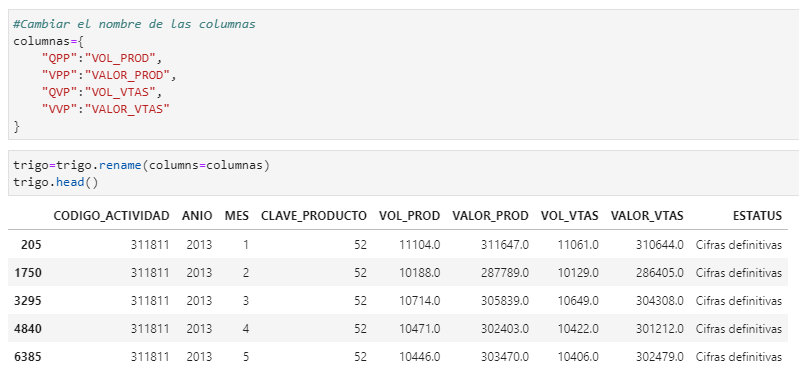 #Cambiar el nombre de las columnas
columnas={
    "QPP":"VOL_PROD",
    "VPP":"VALOR_PROD",
    "QVP":"VOL_VTAS",
    "VVP":"VALOR_VTAS"
}
trigo=trigo.rename(columns=columnas)
trigo.head()
CODIGO_ACTIVIDAD ANIO MES CLAVE_PRODUCTO VOL_PROD VALOR_PROD VOL_VTAS VALOR_VTAS ESTATUS
205 311811 2013 1 52 11104.0 311647.0 11061.0 310644.0 Cifras definitivas
1750 311811 2013 2 52 10188.0 287789.0 10129.0 286405.0 Cifras definitivas
3295 311811 2013 3 52 10714.0 305839.0 10649.0 304308.0 Cifras definitivas
4840 311811 2013 4 52 10471.0 302403.0 10422.0 301212.0 Cifras definitivas
6385 311811 2013 5 52 10446.0 303470.0 10406.0 302479.0 Cifras definitivas